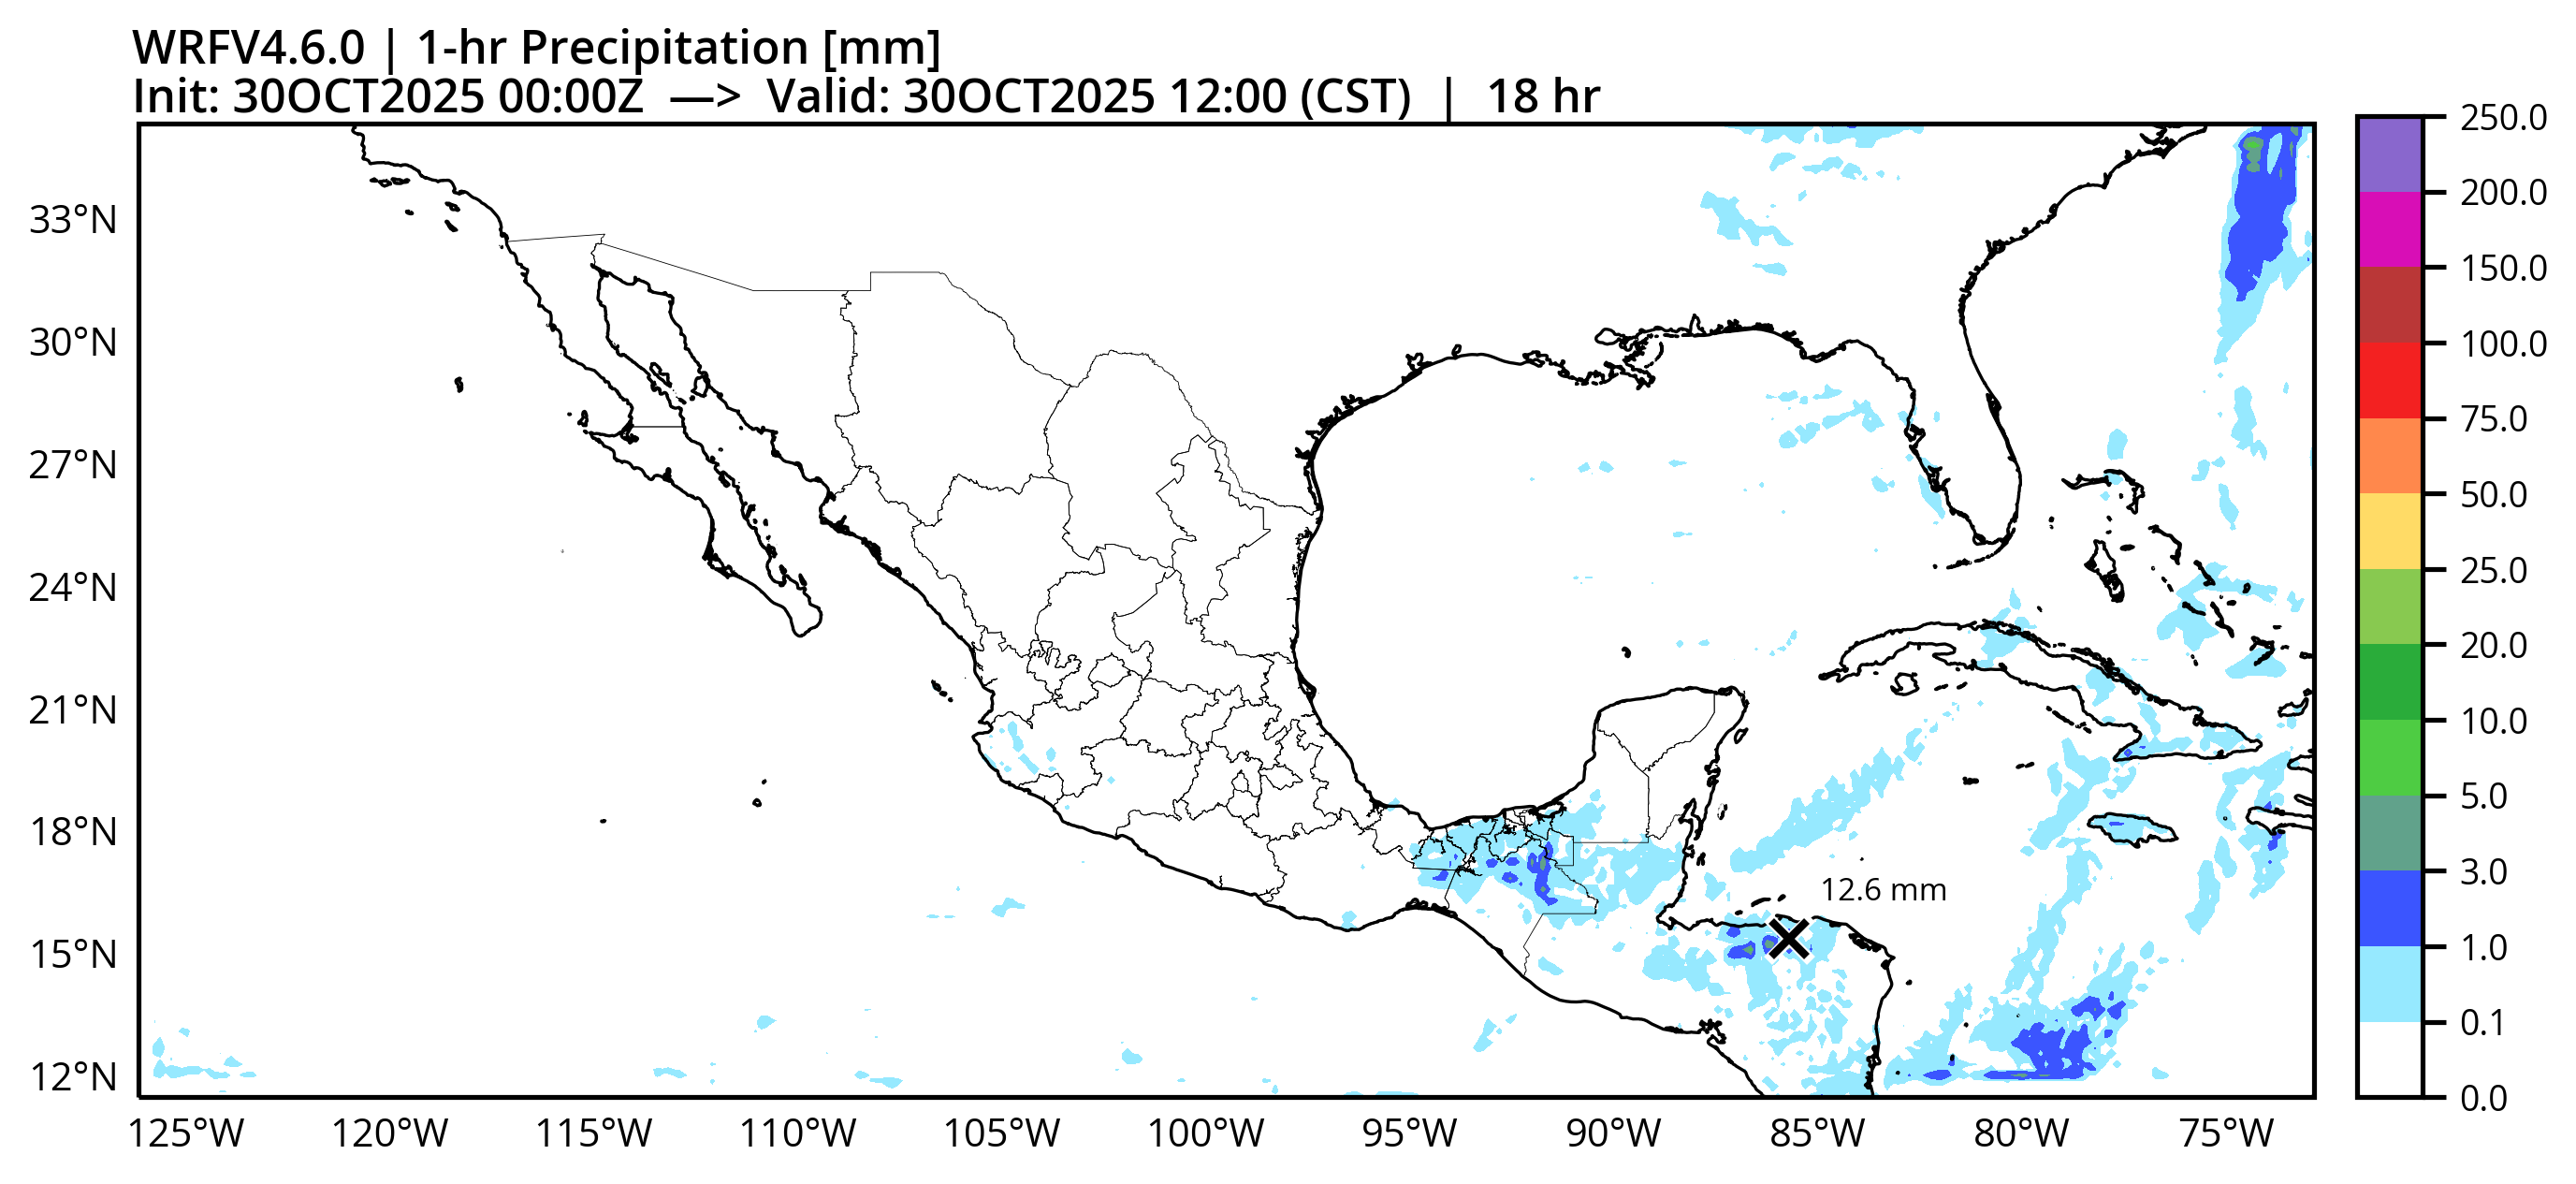 WRFV4.6.0 | 1-hr Precipitation [mm]
Init: 30OCT2025 00:00Z —> Valid: 30OCT2025 12:00 (CST) | 18 hr
33°N
30°N
27°N
24°N
21°N
18°N
15°N
12°N
125°W 120°W 115°W 110°W 105°W 100°W 95°W 90°W 85°W 80°W 75°W
12.6 mm
250.0
200.0
150.0
100.0
75.0
50.0
25.0
20.0
10.0
5.0
3.0
1.0
0.1
0.0